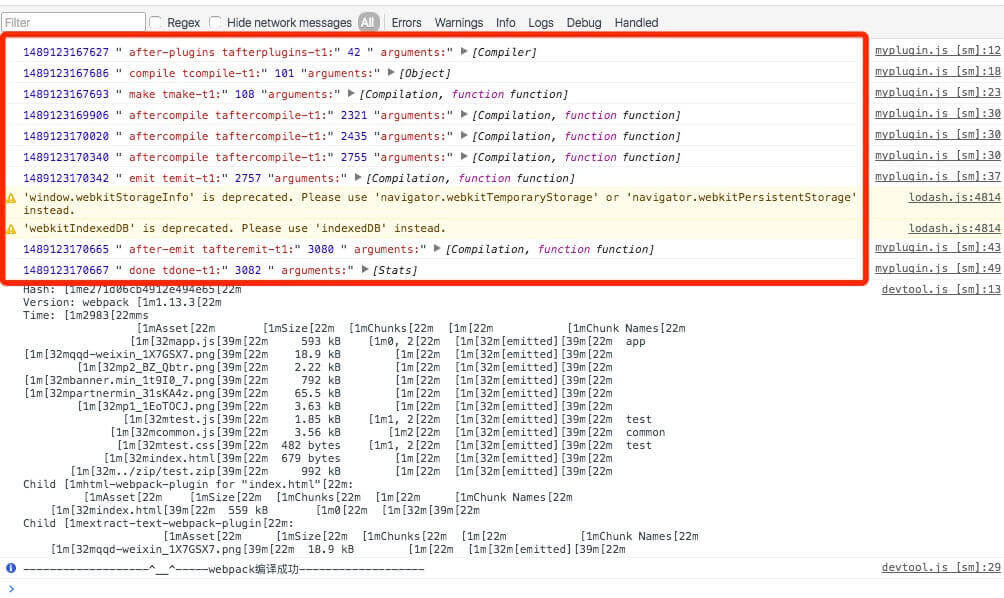 Filter Regex Hide network messages All Errors Warnings Info Logs Debug Handled
1489123167627 " after-plugins tafterplugins-t1:" 42 " arguments:" ▶ [Compiler] myplugin.js [sm]:12
1489123167686 " compile tcompile-t1:" 101 "arguments:" ▶ [Object] myplugin.js [sm]:18
1489123167693 " make tmake-t1:" 108 "arguments:" ▶ [Compilation, function function] myplugin.js [sm]:23
1489123169906 " aftercompile taftercompile-t1:" 2321 "arguments:" ▶ [Compilation, function function] myplugin.js [sm]:30
1489123170020 " aftercompile taftercompile-t1:" 2435 "arguments:" ▶ [Compilation, function function] myplugin.js [sm]:30
1489123170340 " aftercompile taftercompile-t1:" 2755 "arguments:" ▶ [Compilation, function function] myplugin.js [sm]:30
1489123170342 " emit temit-t1:" 2757 "arguments:" ▶ [Compilation, function function] myplugin.js [sm]:37
'window.webkitStorageInfo' is deprecated. Please use 'navigator.webkitTemporaryStorage' or 'navigator.webkitPersistentStorage' lodash.js:4814
instead.
'webkitIndexedDB' is deprecated. Please use 'indexedDB' instead. lodash.js:4814
1489123170665 " after-emit tafteremit-t1:" 3080 " arguments:" ▶ [Compilation, function function] myplugin.js [sm]:43
1489123170667 " done tdone-t1:" 3082 " arguments:" ▶ [Stats] myplugin.js [sm]:49
Hash: [1me271d06cb4912e494e65[22m devtool.js [sm]:13
Version: webpack [1m1.13.3[22m
Time: [1m2983[22mms
[1mAsset[22m [1mSize[22m [1mChunks[22m [1m[22m [1mChunk Names[22m
[1m[32mapp.js[39m[22m 593 kB [1m0, 2[22m [1m[32m[emitted][39m[22m app
[1m[32mqqd-weixin_1X7GSX7.png[39m[22m 18.9 kB [1m[22m [1m[32m[emitted][39m[22m
[1m[32mp2_BZ_Qbtr.png[39m[22m 2.22 kB [1m[22m [1m[32m[emitted][39m[22m
[1m[32mbanner.min_1t9I0_7.png[39m[22m 792 kB [1m[22m [1m[32m[emitted][39m[22m
[1m[32mpartnermin_31sKA4z.png[39m[22m 65.5 kB [1m[22m [1m[32m[emitted][39m[22m
[1m[32mp1_1EoTOCJ.png[39m[22m 3.63 kB [1m[22m [1m[32m[emitted][39m[22m
[1m[32mtest.js[39m[22m 1.85 kB [1m1, 2[22m [1m[32m[emitted][39m[22m test
[1m[32mcommon.js[39m[22m 3.56 kB [1m2[22m [1m[32m[emitted][39m[22m common
[1m[32mtest.css[39m[22m 482 bytes [1m1, 2[22m [1m[32m[emitted][39m[22m test
[1m[32mindex.html[39m[22m 679 bytes [1m[22m [1m[32m[emitted][39m[22m
[1m[32m../zip/test.zip[39m[22m 992 kB [1m[22m [1m[32m[emitted][39m[22m
Child [1mhtml-webpack-plugin for "index.html"[22m:
[1mAsset[22m [1mSize[22m [1mChunks[22m [1m[22m [1mChunk Names[22m
[1m[32mindex.html[39m[22m 559 kB [1m0[22m [1m[32m[39m[22m
Child [1mextract-text-webpack-plugin[22m:
[1mAsset[22m [1mSize[22m [1mChunks[22m [1m[22m [1mChunk Names[22m
[1m[32mqqd-weixin_1X7GSX7.png[39m[22m 18.9 kB [1m[22m [1m[32m[emitted][39m[22m
-------------------^__^-----webpack编译成功------------------- devtool.js [sm]:29